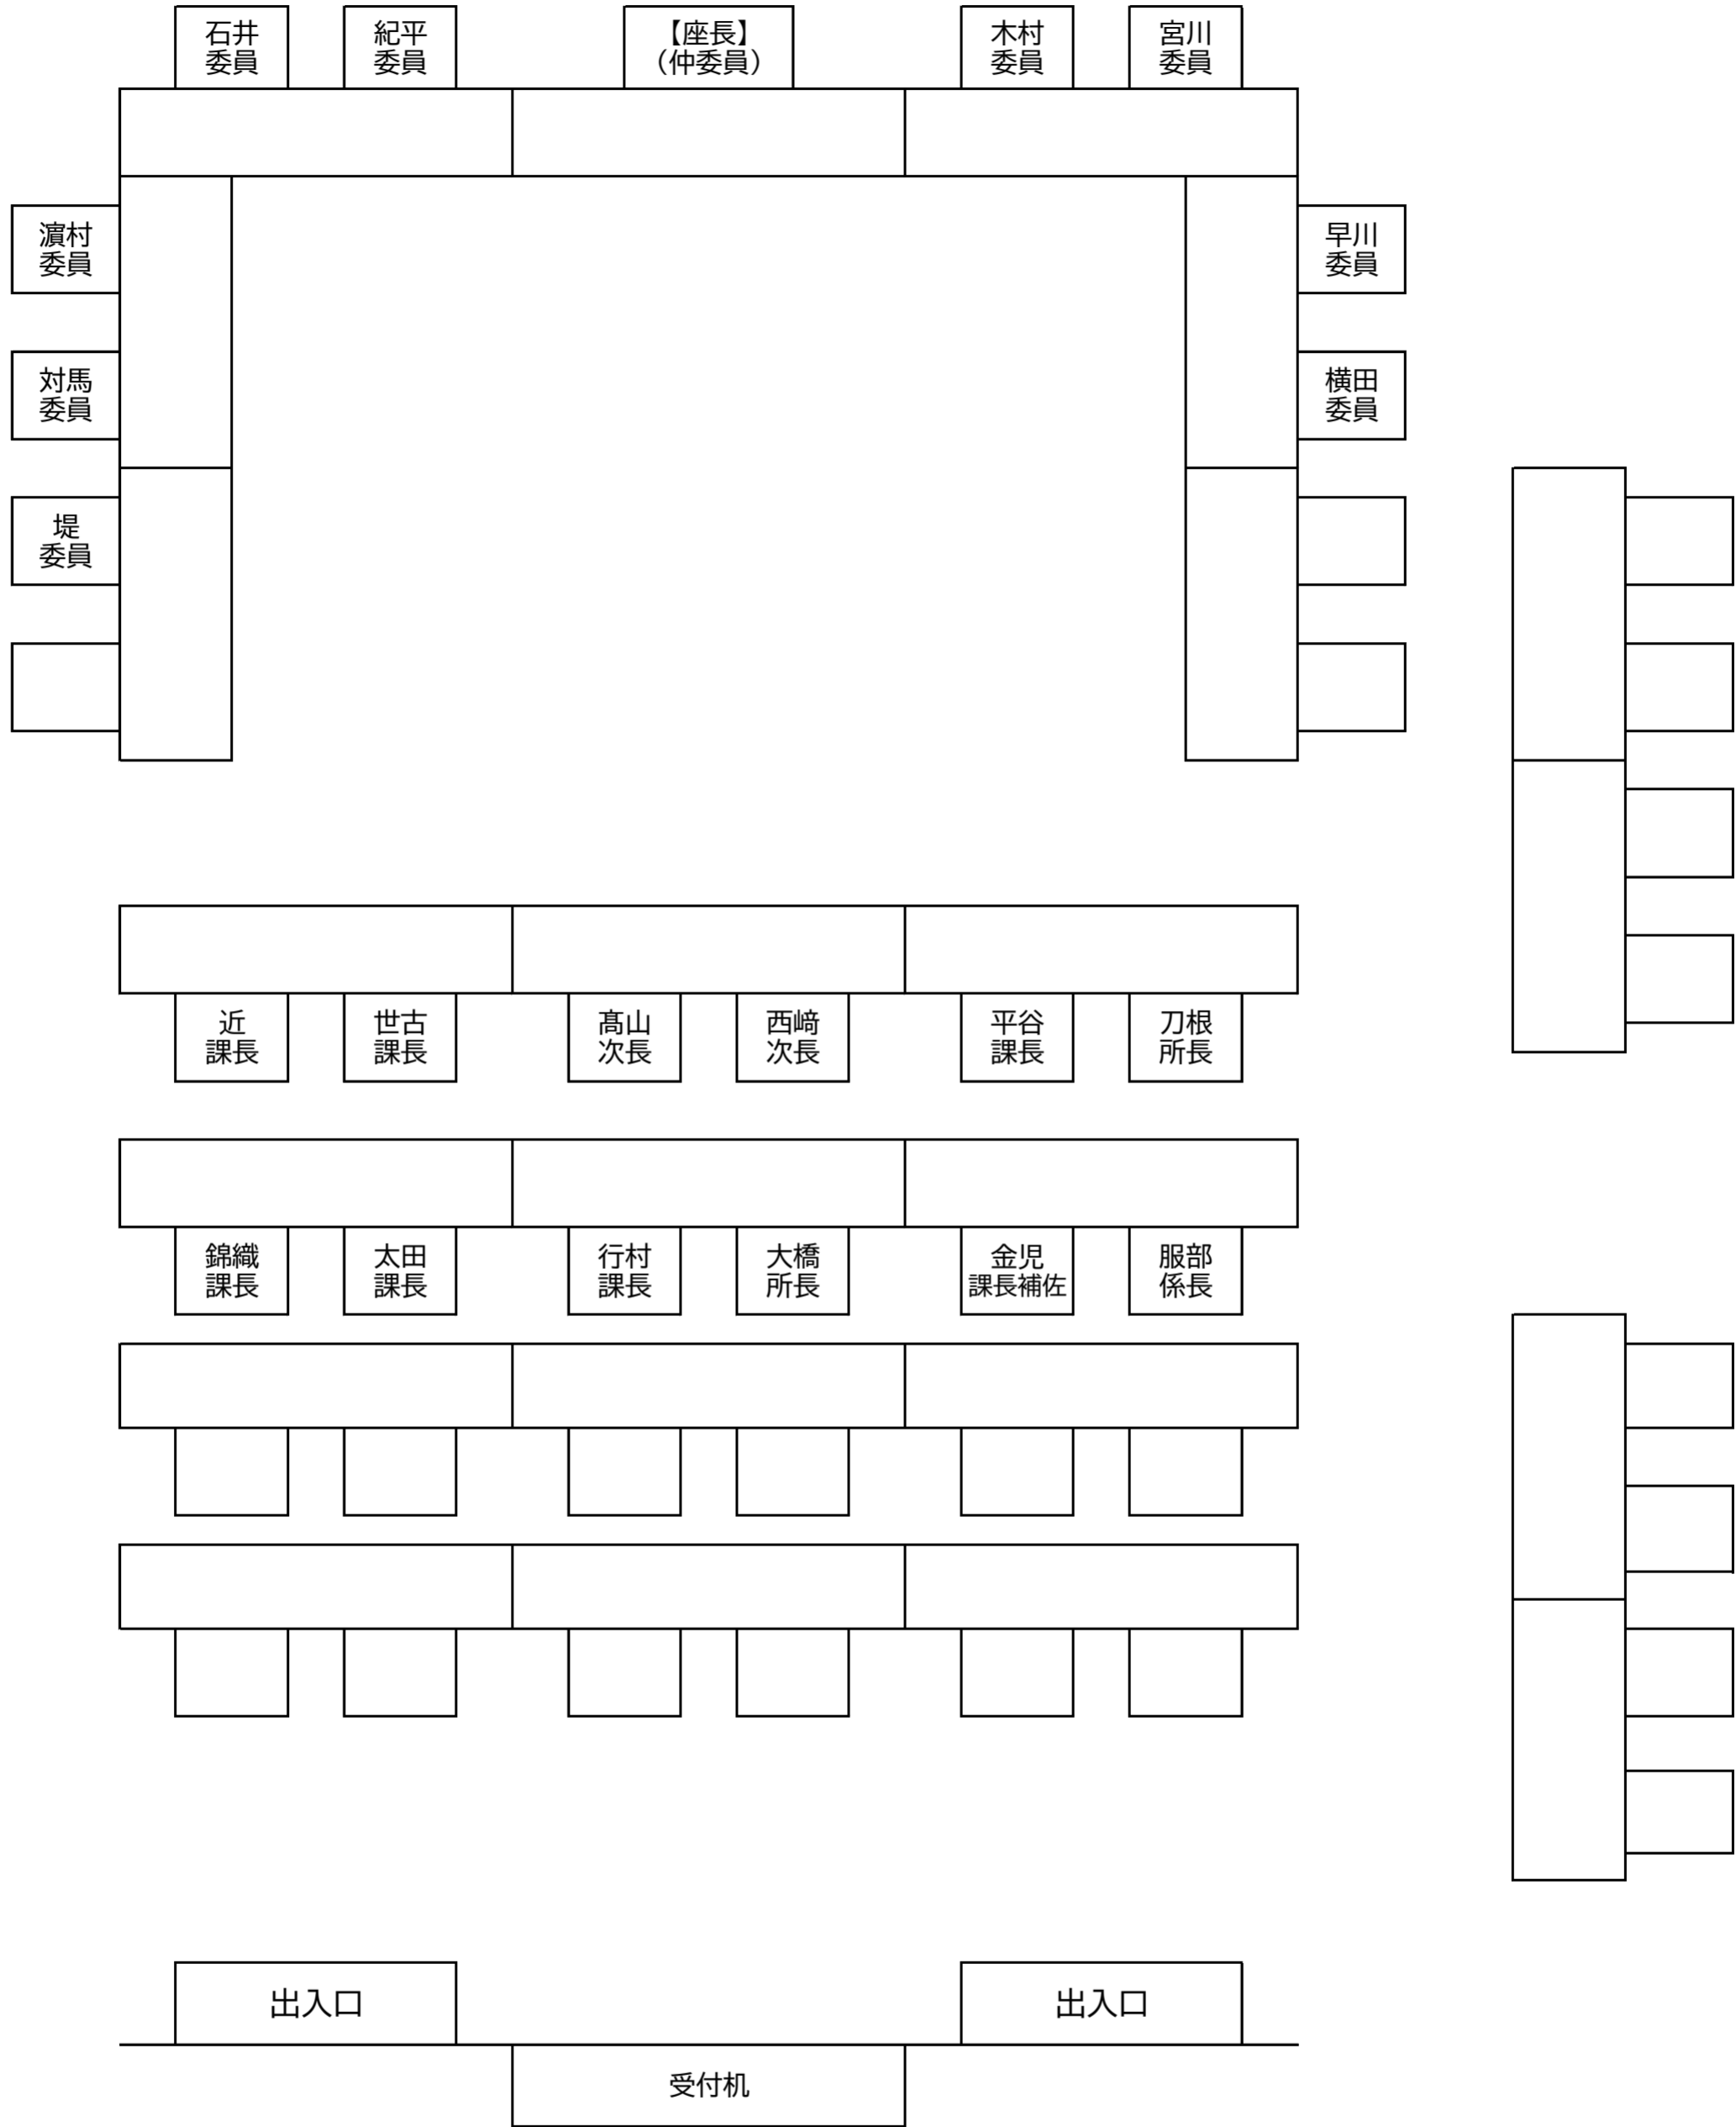 石井
委員
紀平
委員
【座長】
（仲委員）
木村
委員
宮川
委員
濵村
委員
早川
委員
対馬
委員
横田
委員
堤
委員
近
課長
世古
課長
髙山
次長
西﨑
次長
平谷
課長
刀根
所長
錦織
課長
太田
課長
行村
課長
大橋
所長
金児
課長補佐
服部
係長
出入口
出入口
受付机